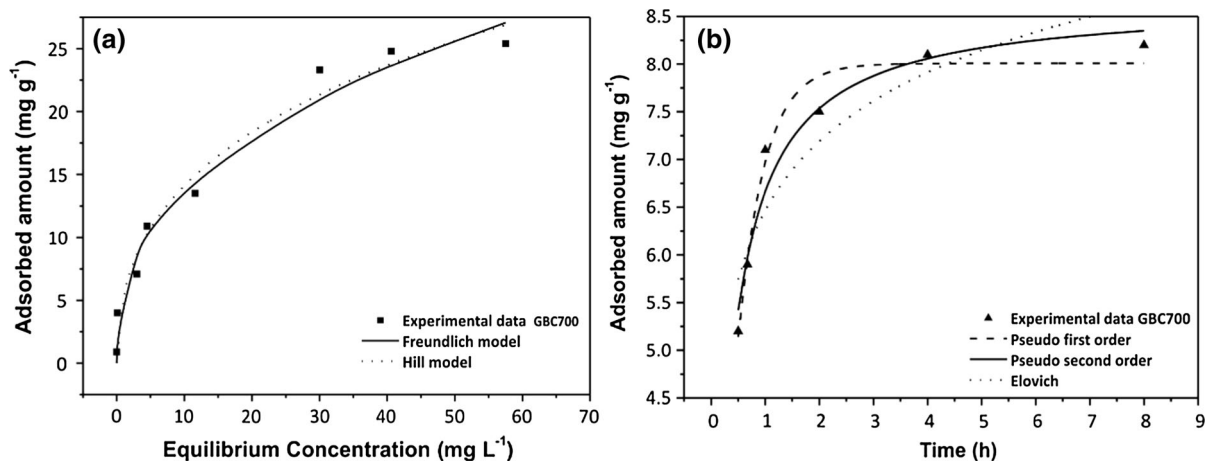 (a)
Adsorbed amount (mg g⁻¹)
25
20
15
10
5
0
Experimental data GBC700
Freundlich model
Hill model
0 10 20 30 40 50 60 70
Equilibrium Concentration (mg L⁻¹)
(b)
Adsorbed amount (mg g⁻¹)
8.5
8.0
7.5
7.0
6.5
6.0
5.5
5.0
4.5
Experimental data GBC700
Pseudo first order
Pseudo second order
Elovich
0 1 2 3 4 5 6 7 8 9
Time (h)